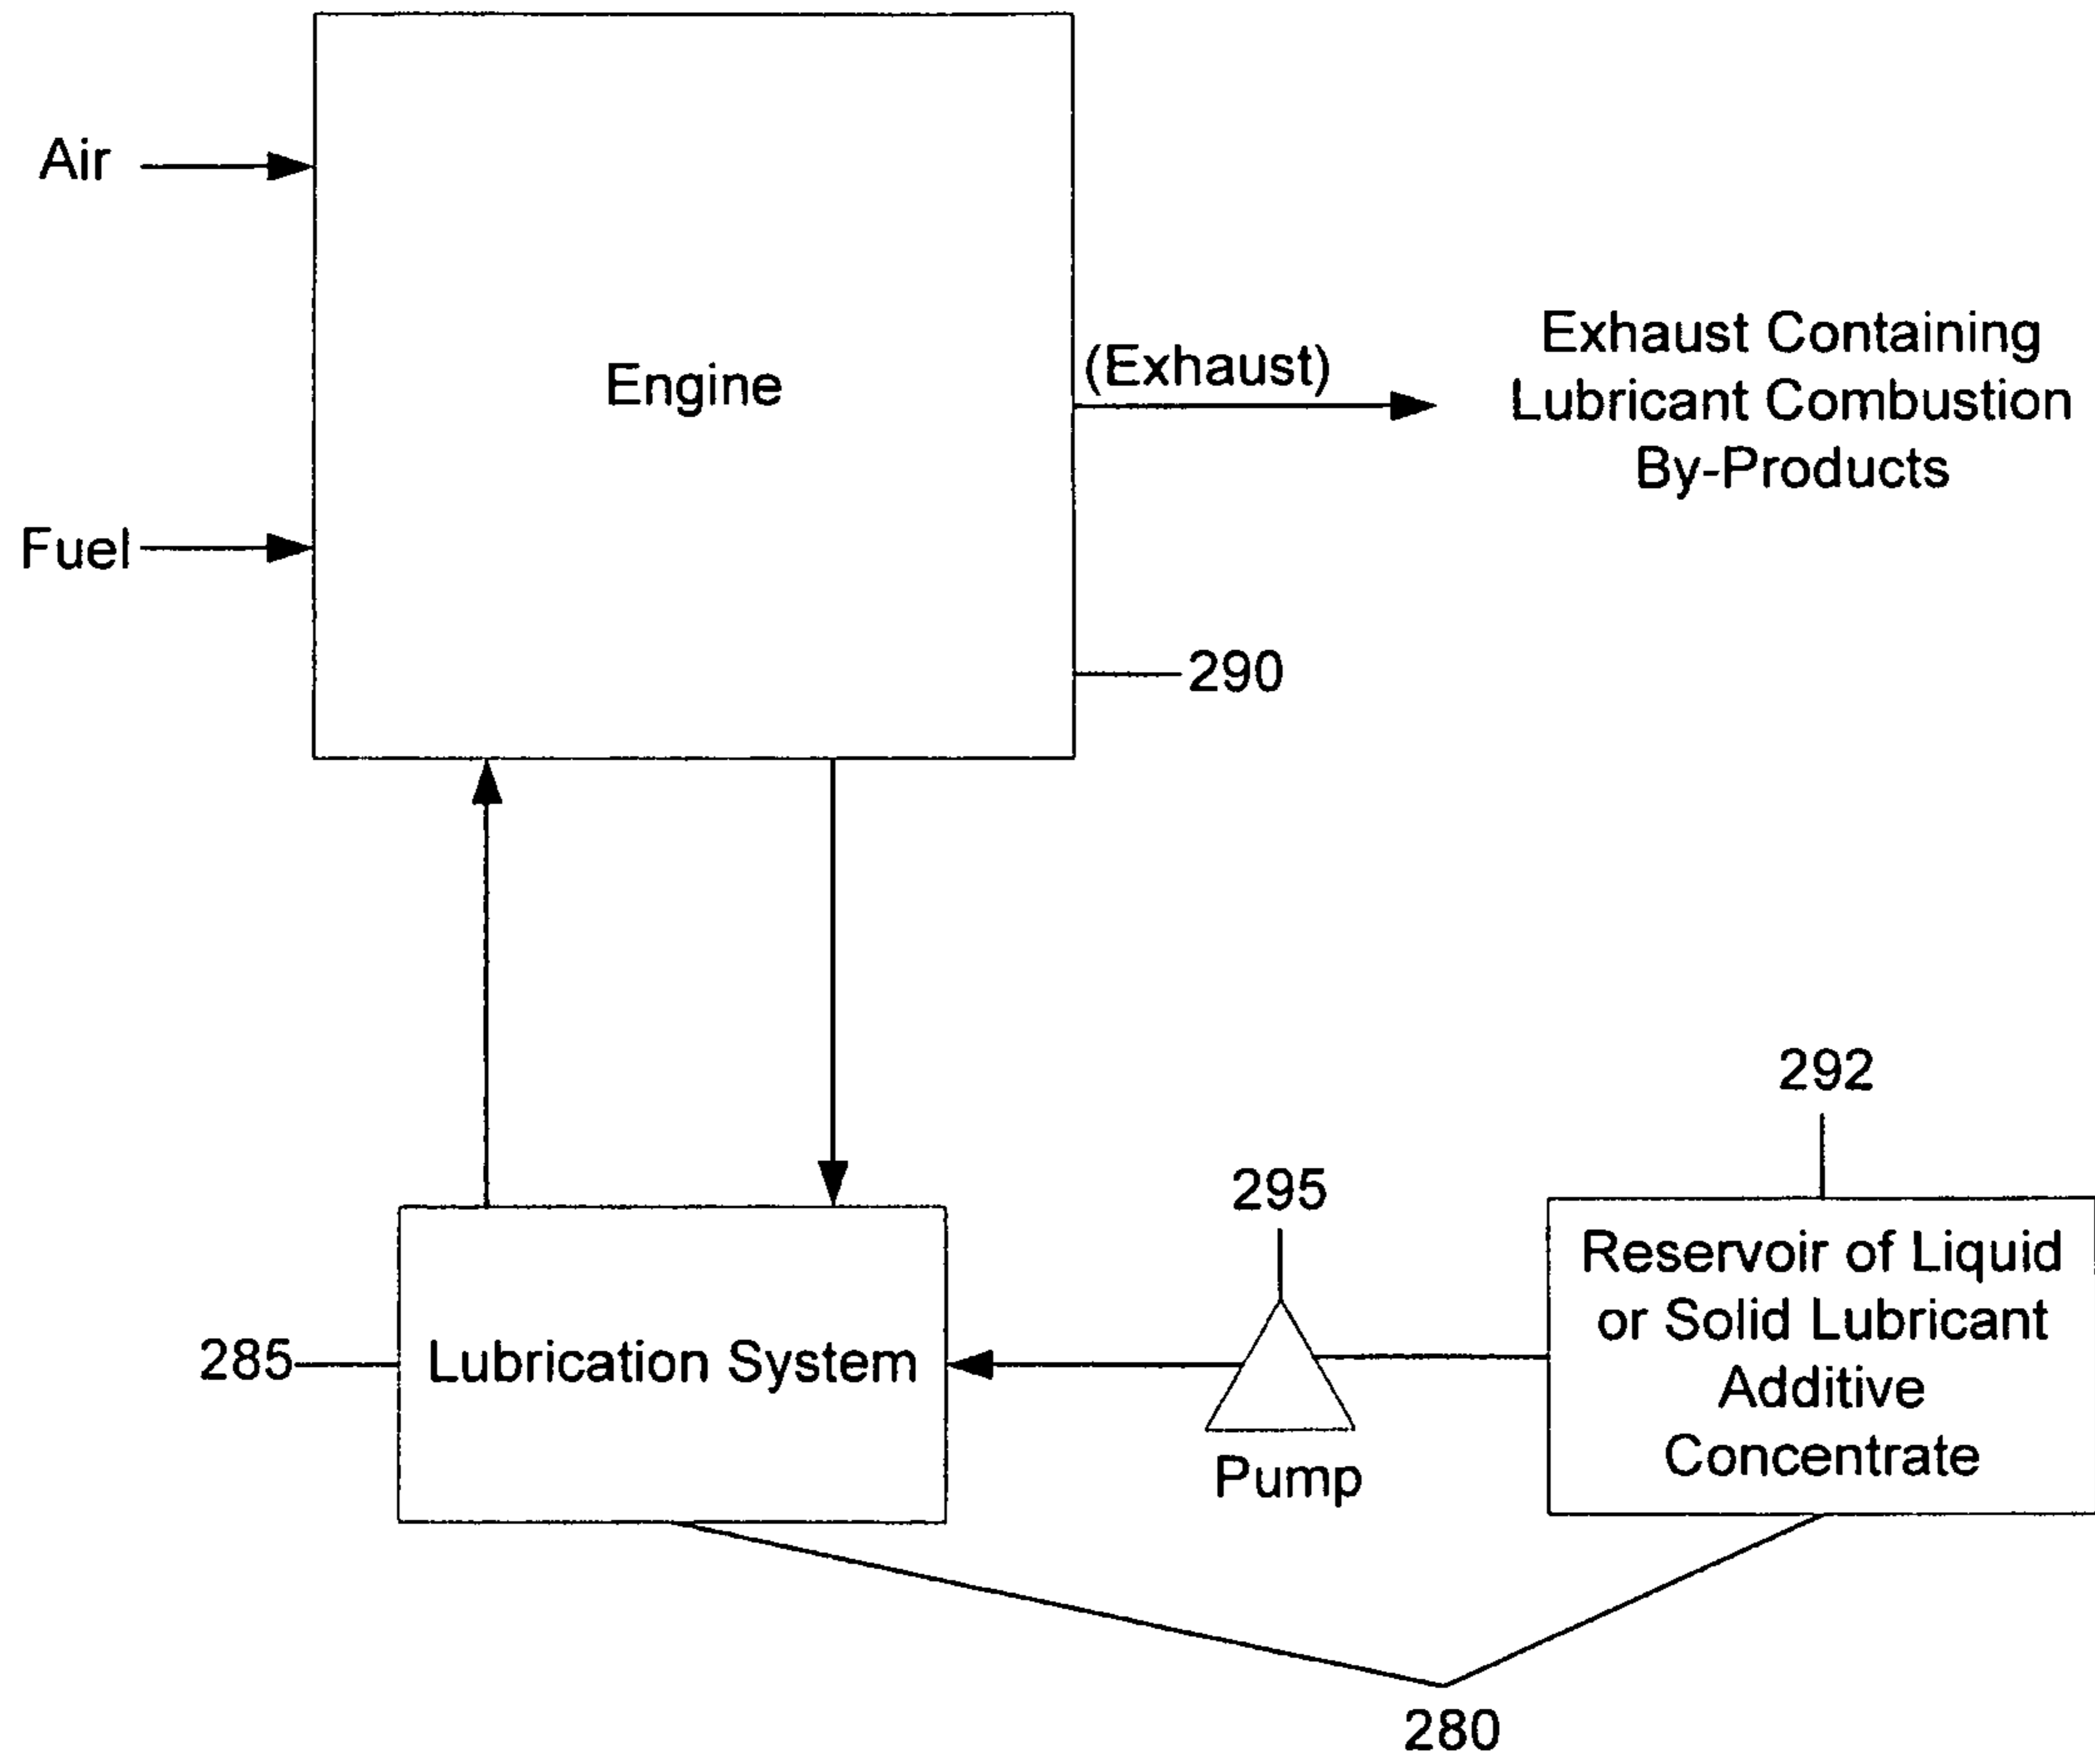 Air
Engine
(Exhaust)
Exhaust Containing
Lubricant Combustion
By-Products
Fuel
290
292
295
Reservoir of Liquid
or Solid Lubricant
Additive
Concentrate
285
Lubrication System
Pump
280